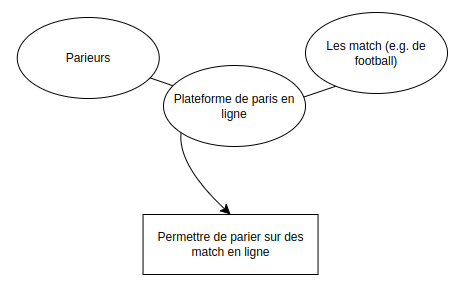 Parieurs
Les match (e.g. de
football)
Plateforme de paris en
ligne
Permettre de parier sur des
match en ligne